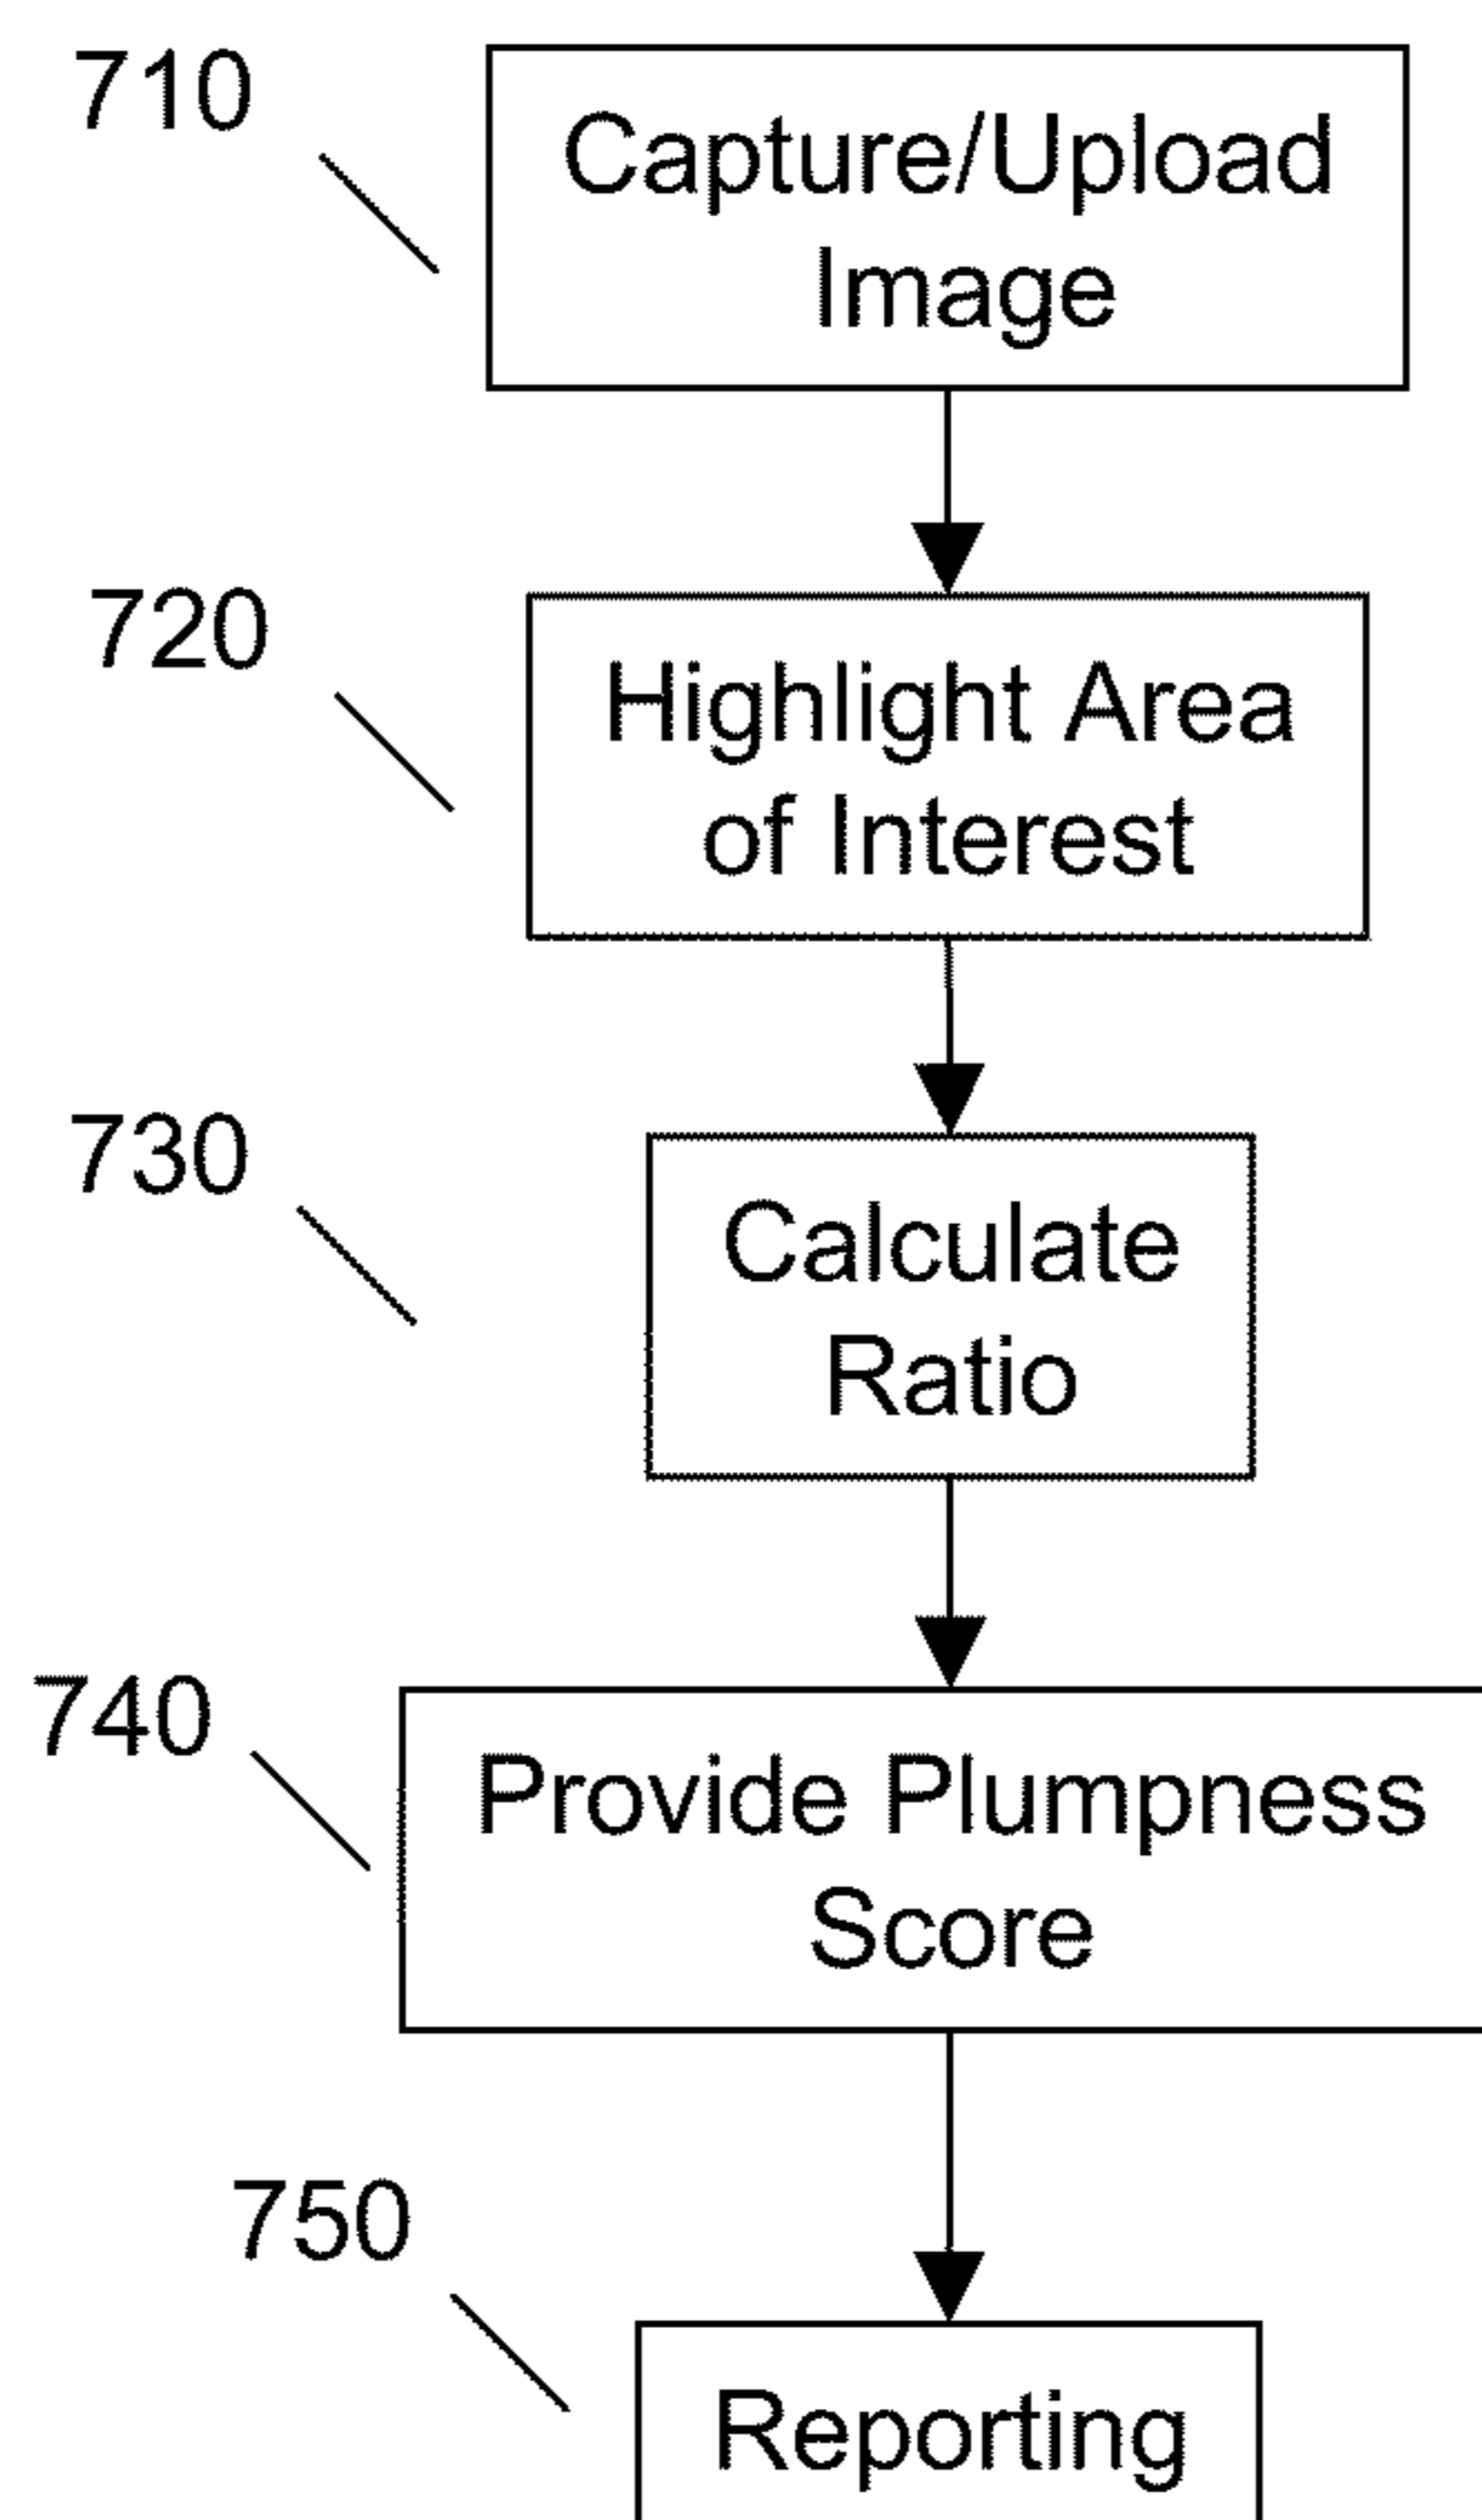 710
Capture/Upload
Image
720
Highlight Area
of Interest
730
Calculate
Ratio
740
Provide Plumpness
Score
750
Reporting